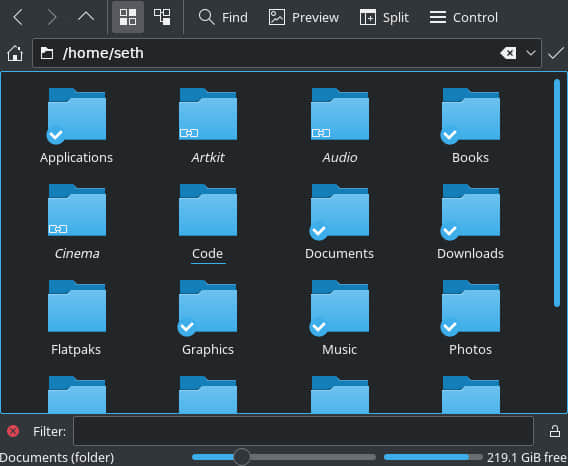 Find Preview Split Control
/home/seth
Applications Artkit Audio Books
Cinema Code Documents Downloads
Flatpaks Graphics Music Photos
Filter:
Documents (folder) 219.1 GiB free